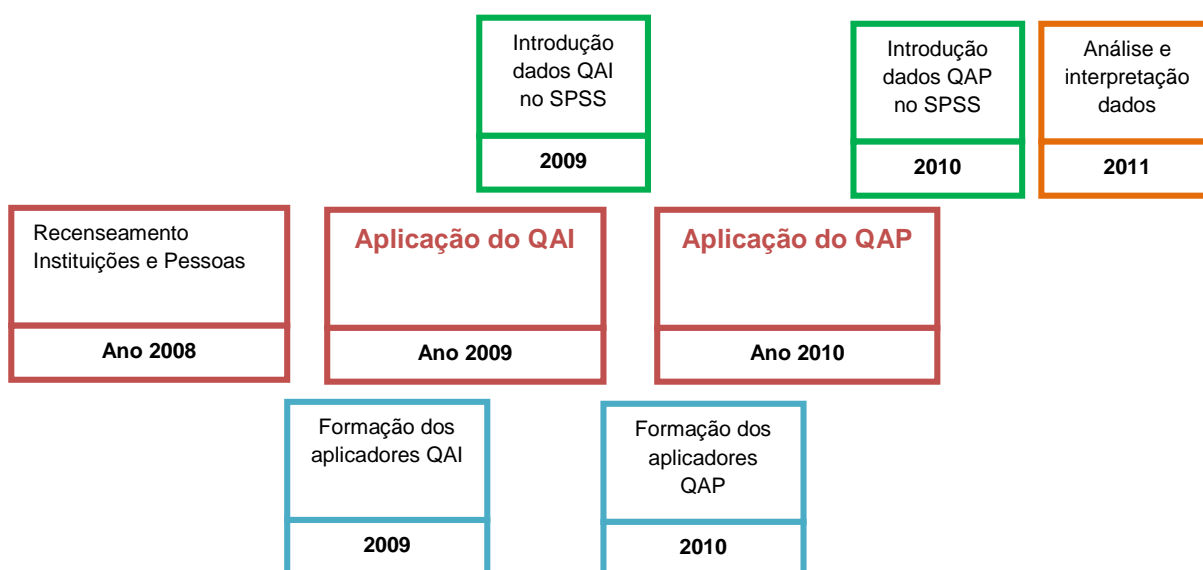 Introdução
dados QAI
no SPSS
2009
Introdução
dados QAP
no SPSS
2010
Análise e
interpretação
dados
2011
Recenseamento
Instituições e Pessoas
Ano 2008
Aplicação do QAI
Ano 2009
Aplicação do QAP
Ano 2010
Formação dos
aplicadores QAI
2009
Formação dos
aplicadores
QAP
2010